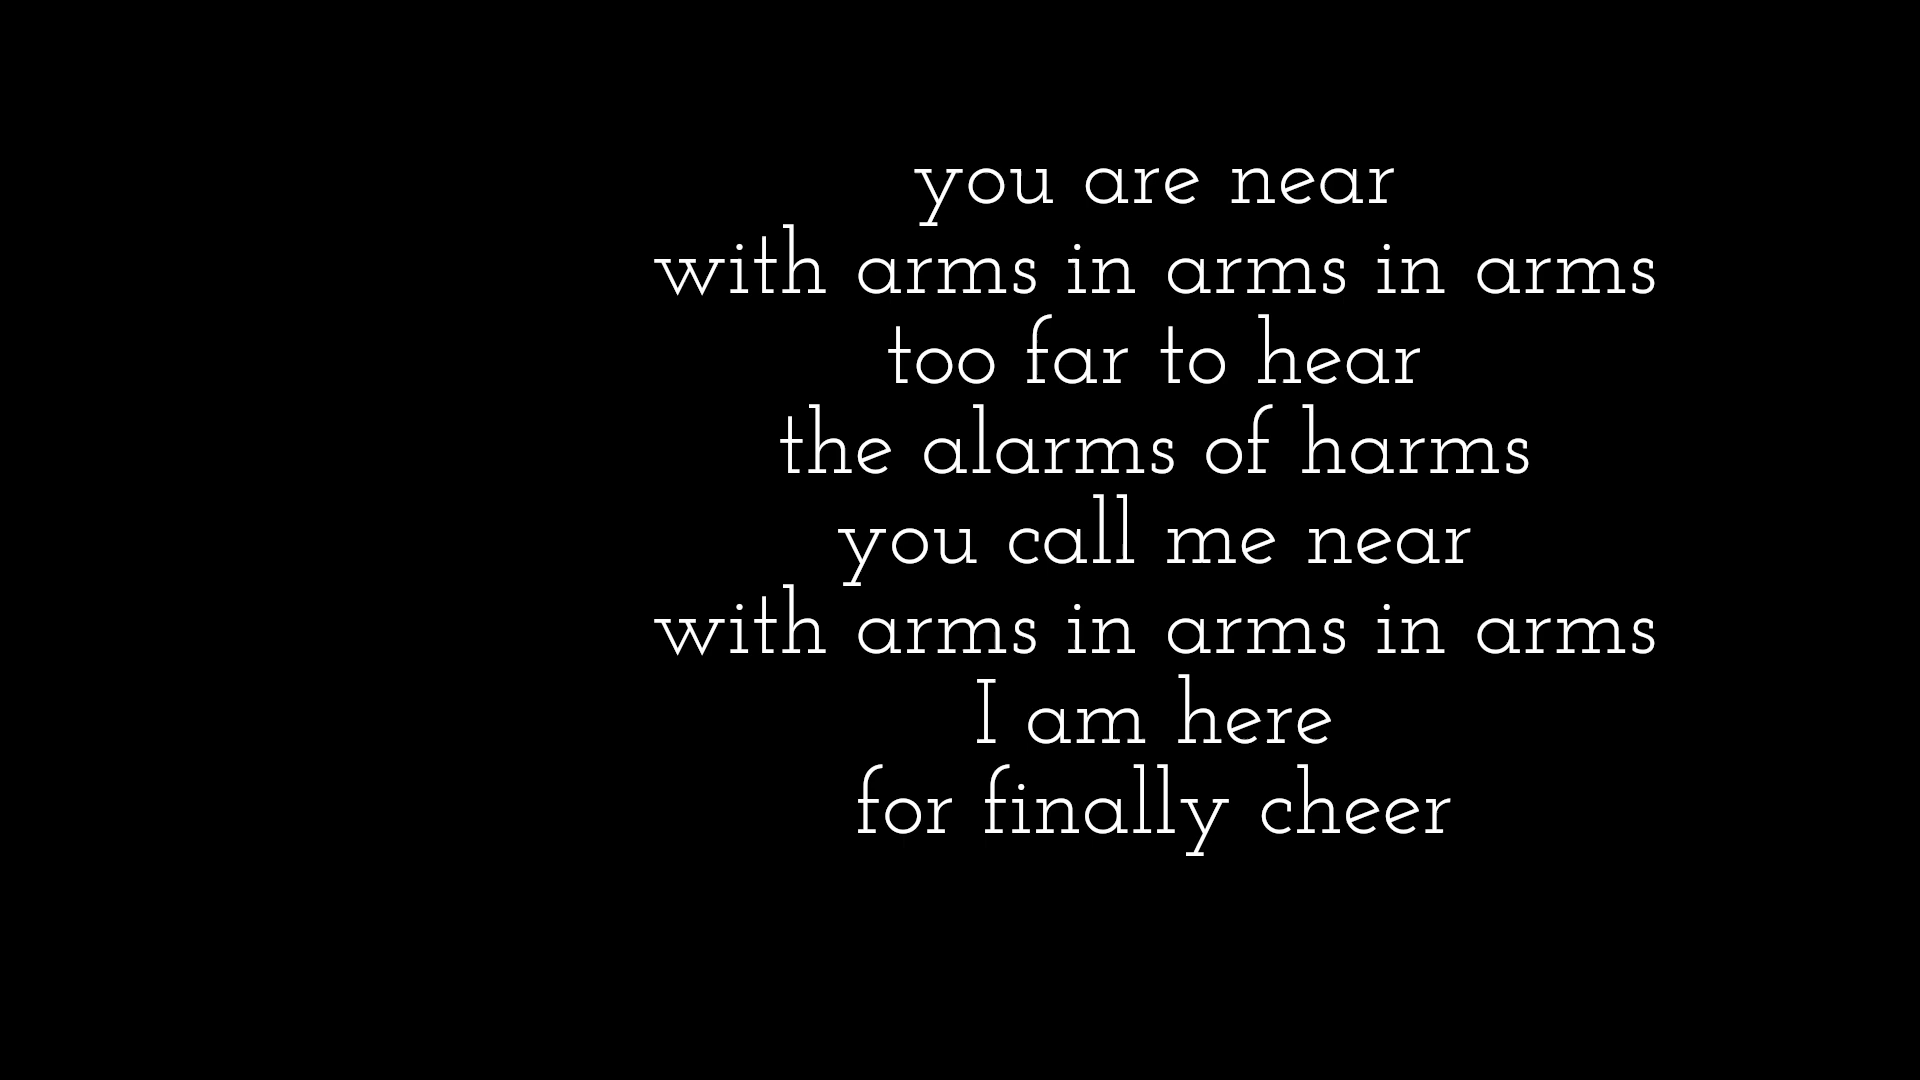 you are near
with arms in arms in arms
too far to hear
the alarms of harms
you call me near
with arms in arms in arms
I am here
for finally cheer